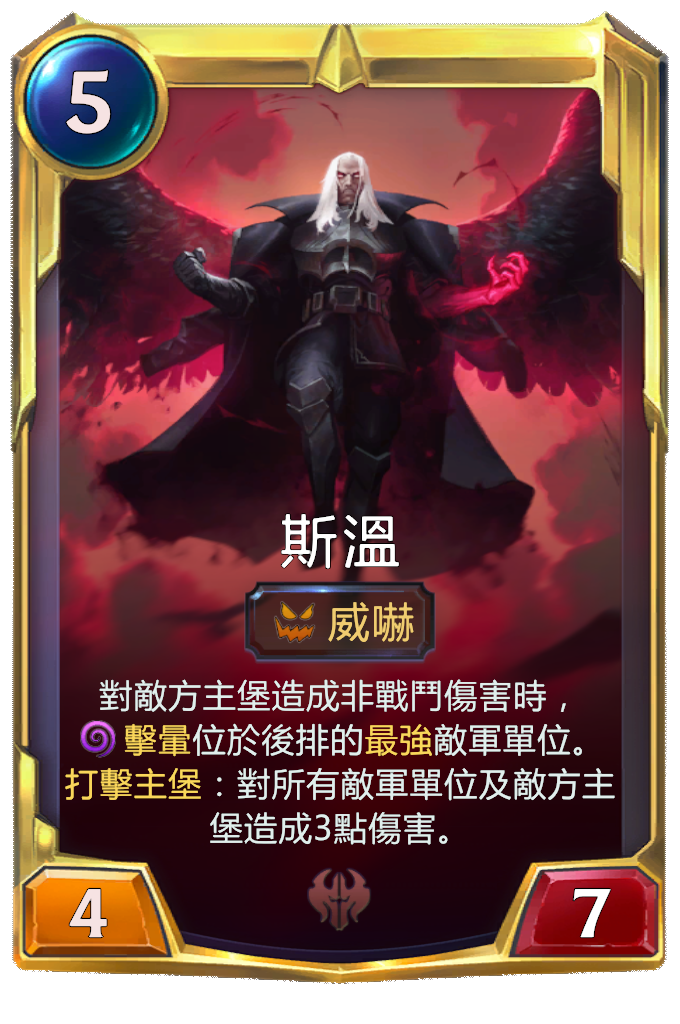 5
斯溫
威嚇
對敵方主堡造成非戰鬥傷害時，
擊暈位於後排的最強敵軍單位。
打擊主堡：對所有敵軍單位及敵方主
堡造成3點傷害。
4
7